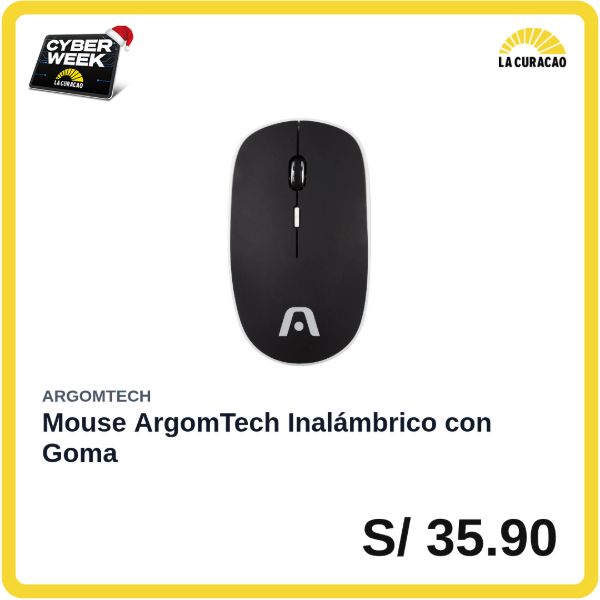 CYBER
WEEK
LA CURACAO
LA CURACAO
ARGOMTECH
Mouse ArgomTech Inalámbrico con
Goma
S/ 35.90